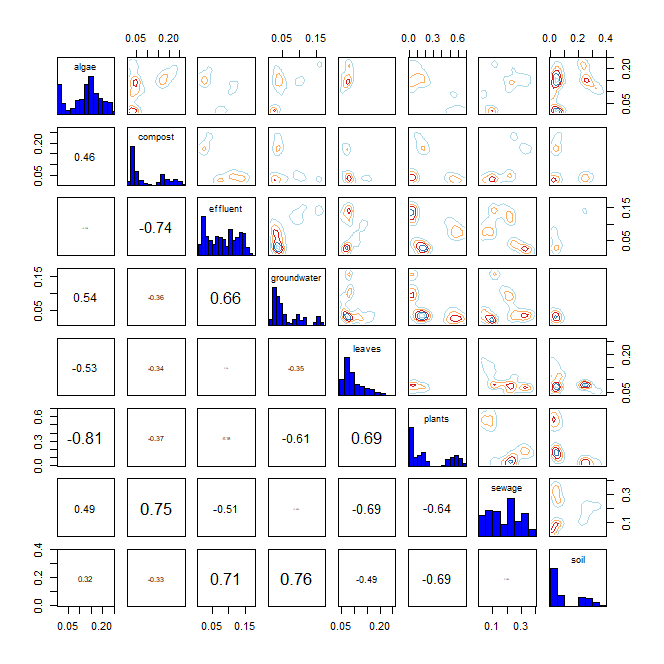 0.05 0.20 0.05 0.15 0.0 0.3 0.6 0.0 0.2 0.4
algae
0.05 0.20
compost
0.05 0.20
0.46
effluent
0.05 0.15
-0.74
groundwater
0.05 0.15
0.54 -0.36 0.66
leaves
0.05 0.20
-0.53 -0.34 -0.35
plants
0.0 0.3 0.6
-0.81 -0.37 -0.61 0.69
sewage
0.1 0.3
0.49 0.75 -0.51 -0.69 -0.64
soil
0.0 0.2 0.4
0.32 -0.33 0.71 0.76 -0.49 -0.69
0.05 0.20 0.05 0.15 0.05 0.20 0.1 0.3